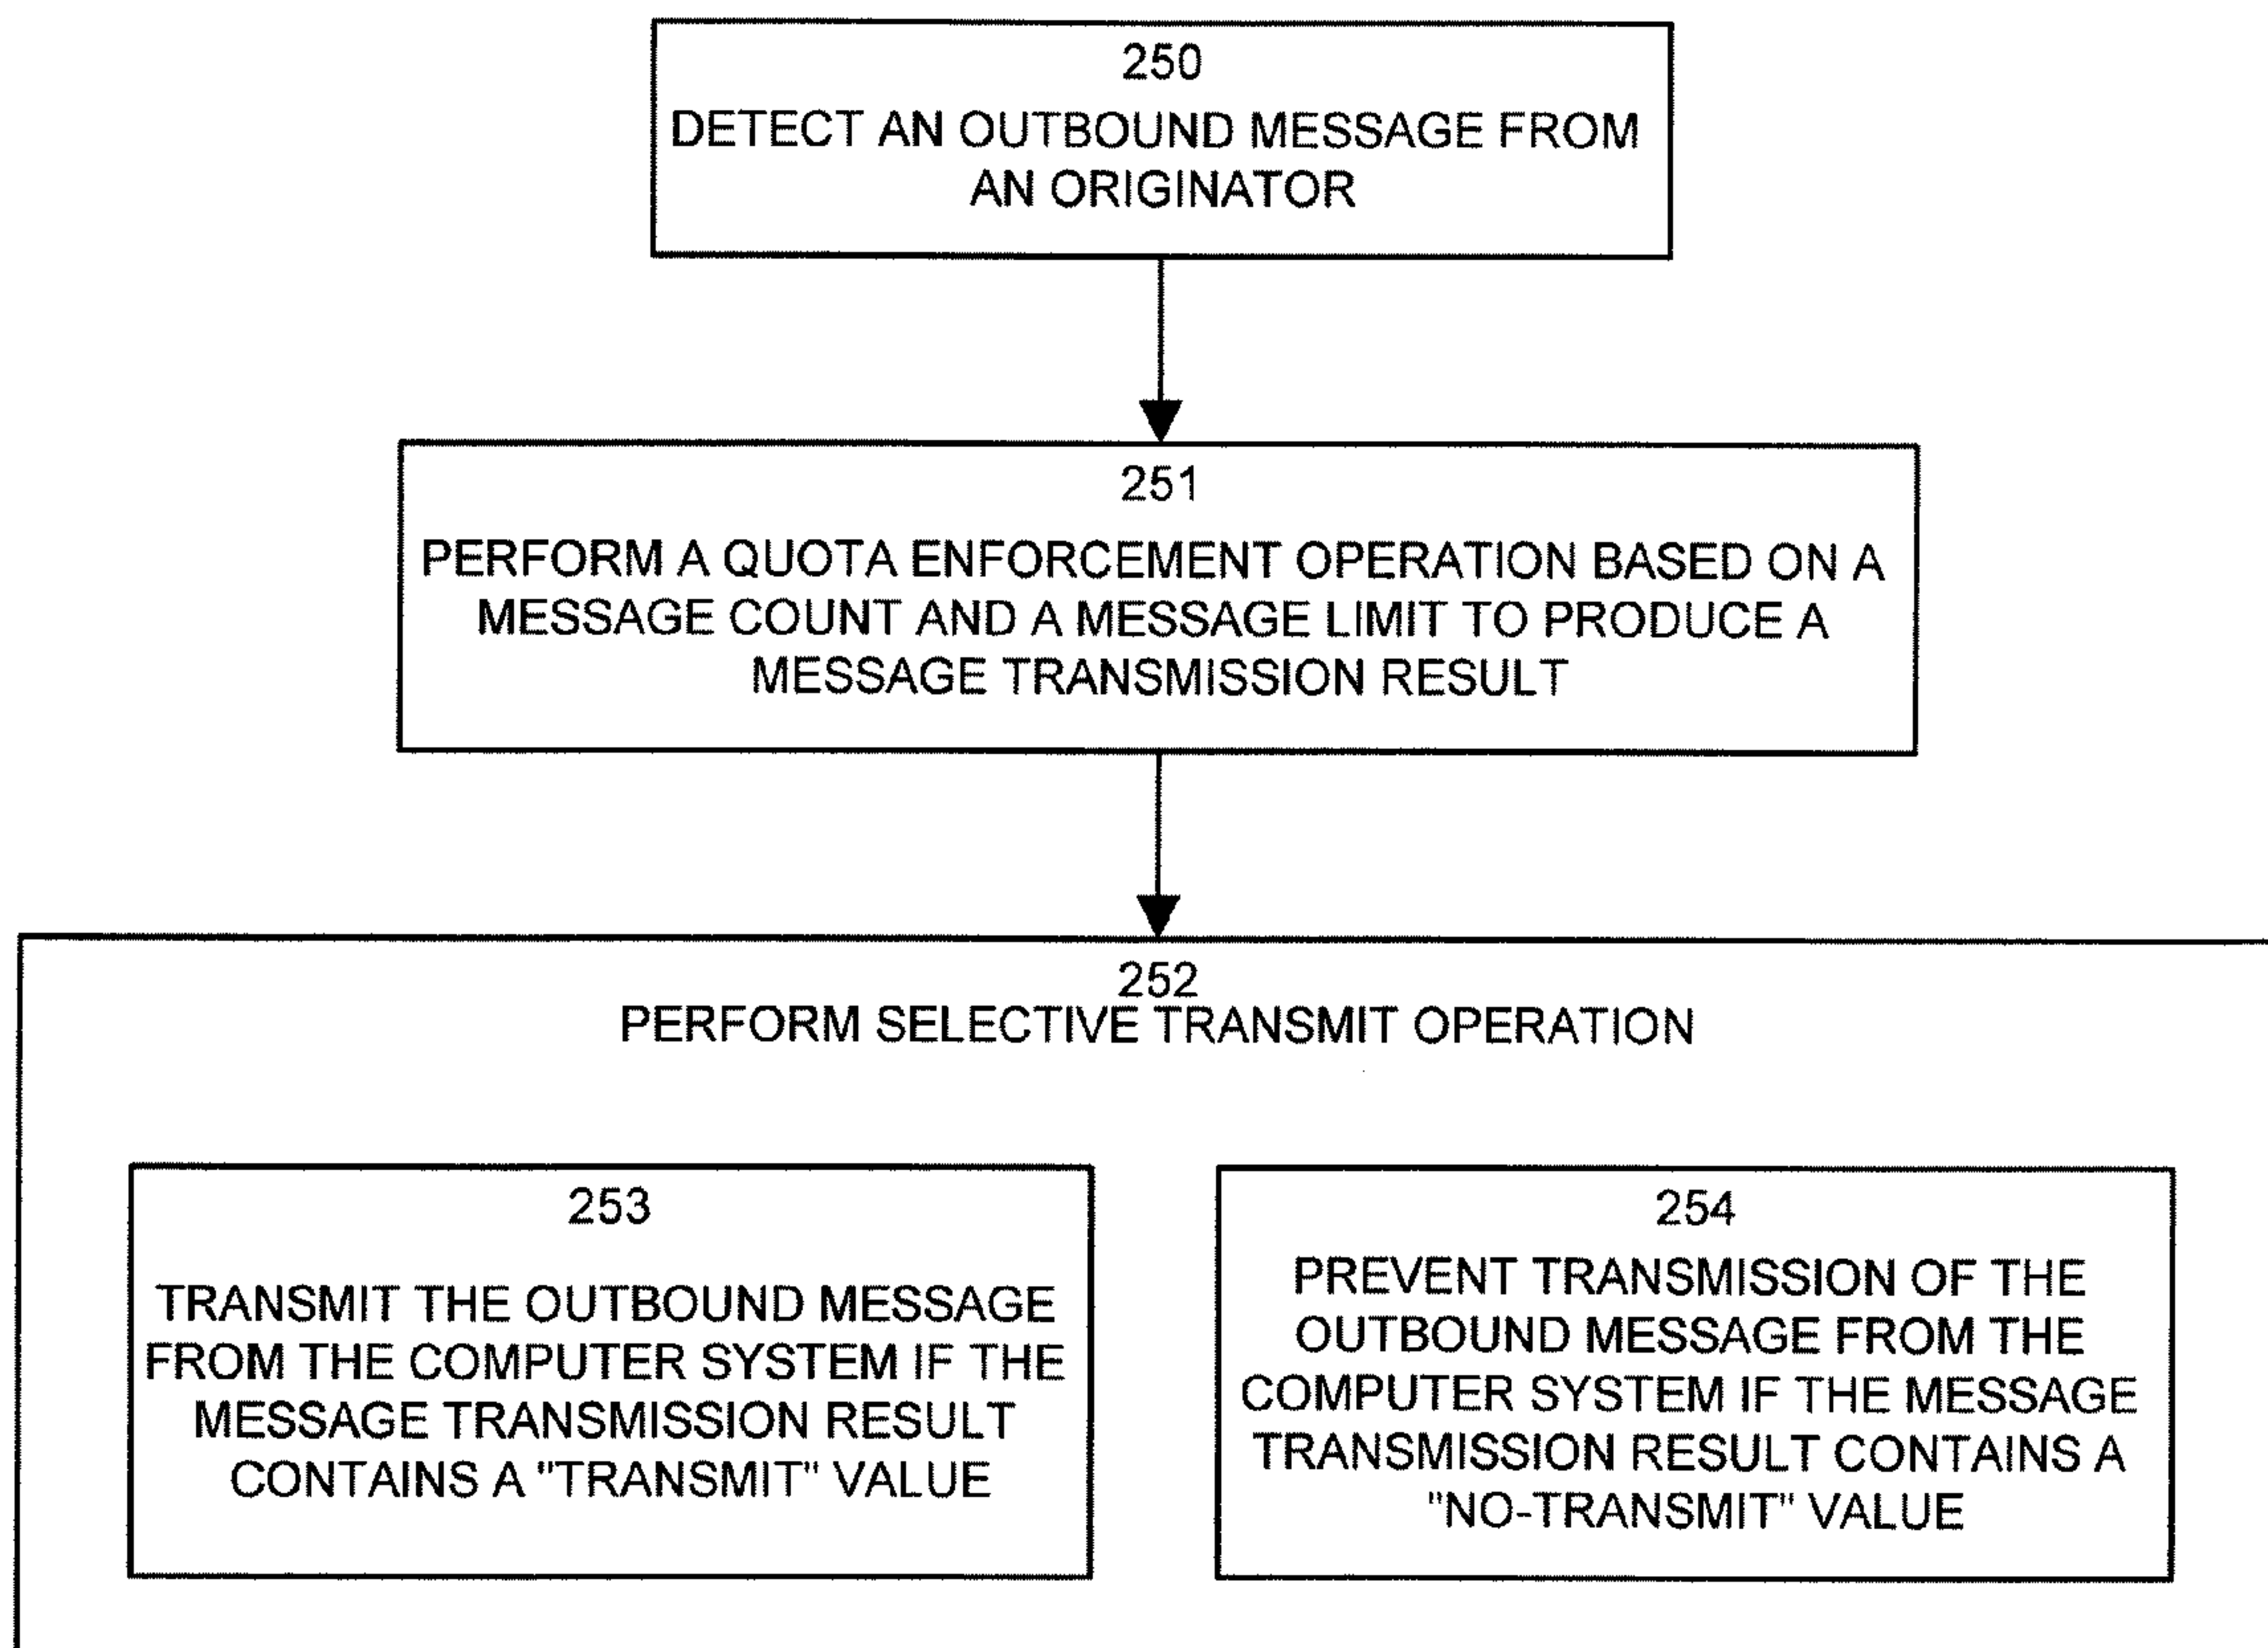 250
DETECT AN OUTBOUND MESSAGE FROM
AN ORIGINATOR
251
PERFORM A QUOTA ENFORCEMENT OPERATION BASED ON A
MESSAGE COUNT AND A MESSAGE LIMIT TO PRODUCE A
MESSAGE TRANSMISSION RESULT
252
PERFORM SELECTIVE TRANSMIT OPERATION
253
TRANSMIT THE OUTBOUND MESSAGE
FROM THE COMPUTER SYSTEM IF THE
MESSAGE TRANSMISSION RESULT
CONTAINS A "TRANSMIT" VALUE
254
PREVENT TRANSMISSION OF THE
OUTBOUND MESSAGE FROM THE
COMPUTER SYSTEM IF THE MESSAGE
TRANSMISSION RESULT CONTAINS A
"NO-TRANSMIT" VALUE